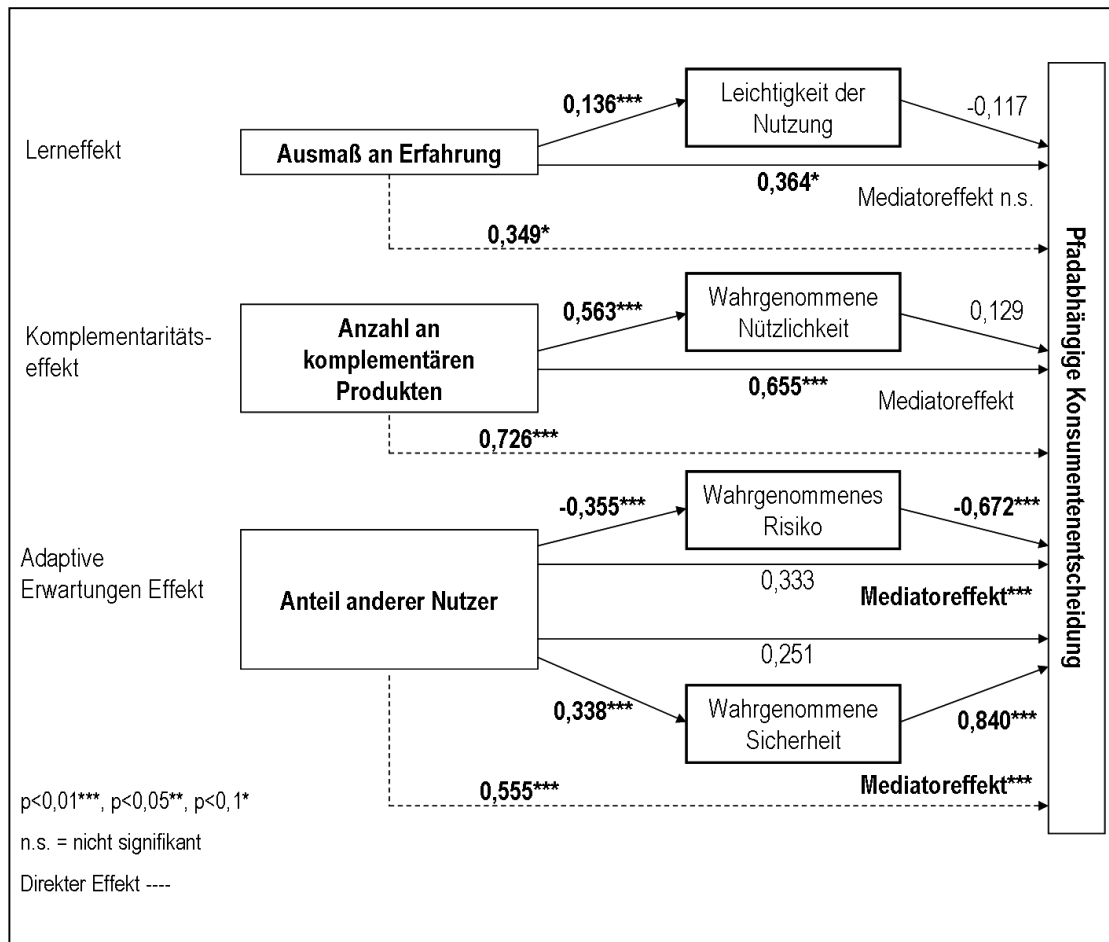 Lerneffekt
Ausmaß an Erfahrung
0,136***
Leichtigkeit der
Nutzung
-0,117
0,364*
Mediatoreffekt n.s.
0,349*
Komplementaritäts-
effekt
Anzahl an
komplementären
Produkten
0,563***
Wahrgenommene
Nützlichkeit
0,129
0,655***
Mediatoreffekt
0,726***
Adaptive
Erwartungen Effekt
Anteil anderer Nutzer
-0,355***
Wahrgenommenes
Risiko
-0,672***
0,333
Mediatoreffekt***
0,251
0,338***
Wahrgenommene
Sicherheit
0,840***
Mediatoreffekt***
0,555***
Pfadabhängige Konsumentenentscheidung
p<0,01***, p<0,05**, p<0,1*
n.s. = nicht signifikant
Direkter Effekt ----